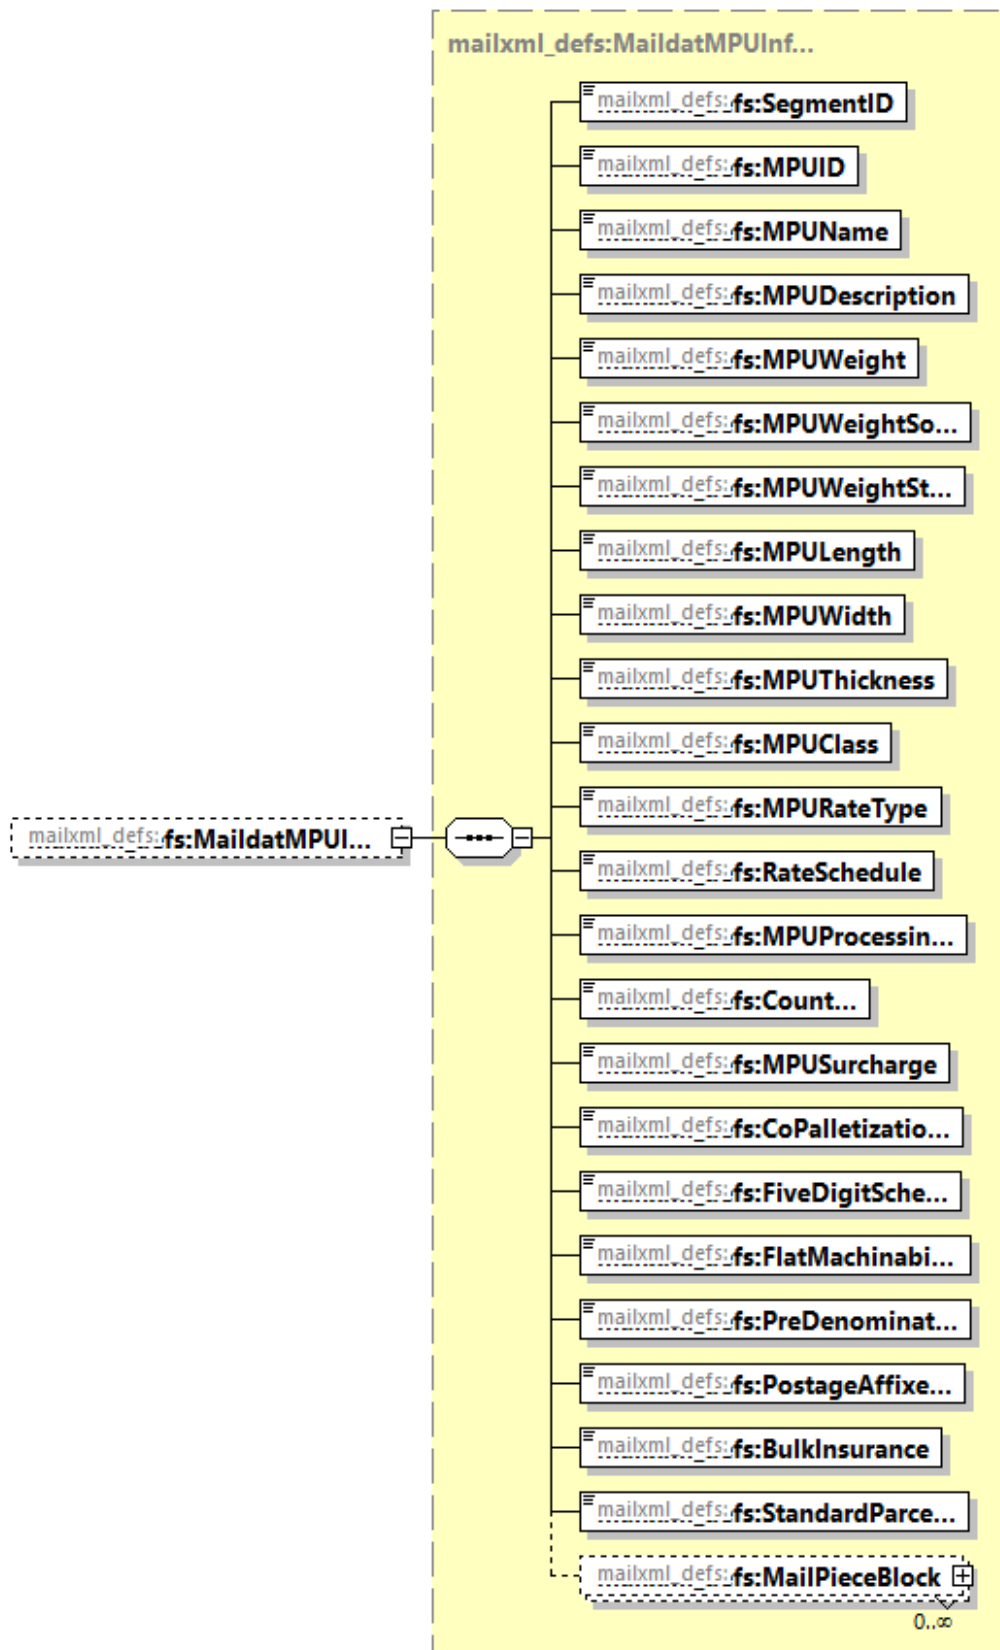 mailxml_defs:MaildatMPUInf...
mailxml_defs:fs:SegmentID
mailxml_defs:fs:MPUID
mailxml_defs:fs:MPUName
mailxml_defs:fs:MPUDescription
mailxml_defs:fs:MPUWeight
mailxml_defs:fs:MPUWeightSo...
mailxml_defs:fs:MPUWeightSt...
mailxml_defs:fs:MPULength
mailxml_defs:fs:MPUWidth
mailxml_defs:fs:MPUThickness
mailxml_defs:fs:MPUClass
mailxml_defs:fs:MPURateType
mailxml_defs:fs:MaildatMPUI...
mailxml_defs:fs:RateSchedule
mailxml_defs:fs:MPUProcessin...
mailxml_defs:fs:Count...
mailxml_defs:fs:MPUSurcharge
mailxml_defs:fs:CoPalletizatio...
mailxml_defs:fs:FiveDigitSche...
mailxml_defs:fs:FlatMachinabi...
mailxml_defs:fs:PreDenominat...
mailxml_defs:fs:PostageAffixe...
mailxml_defs:fs:BulkInsurance
mailxml_defs:fs:StandardParce...
mailxml_defs:fs:MailPieceBlock
0..∞